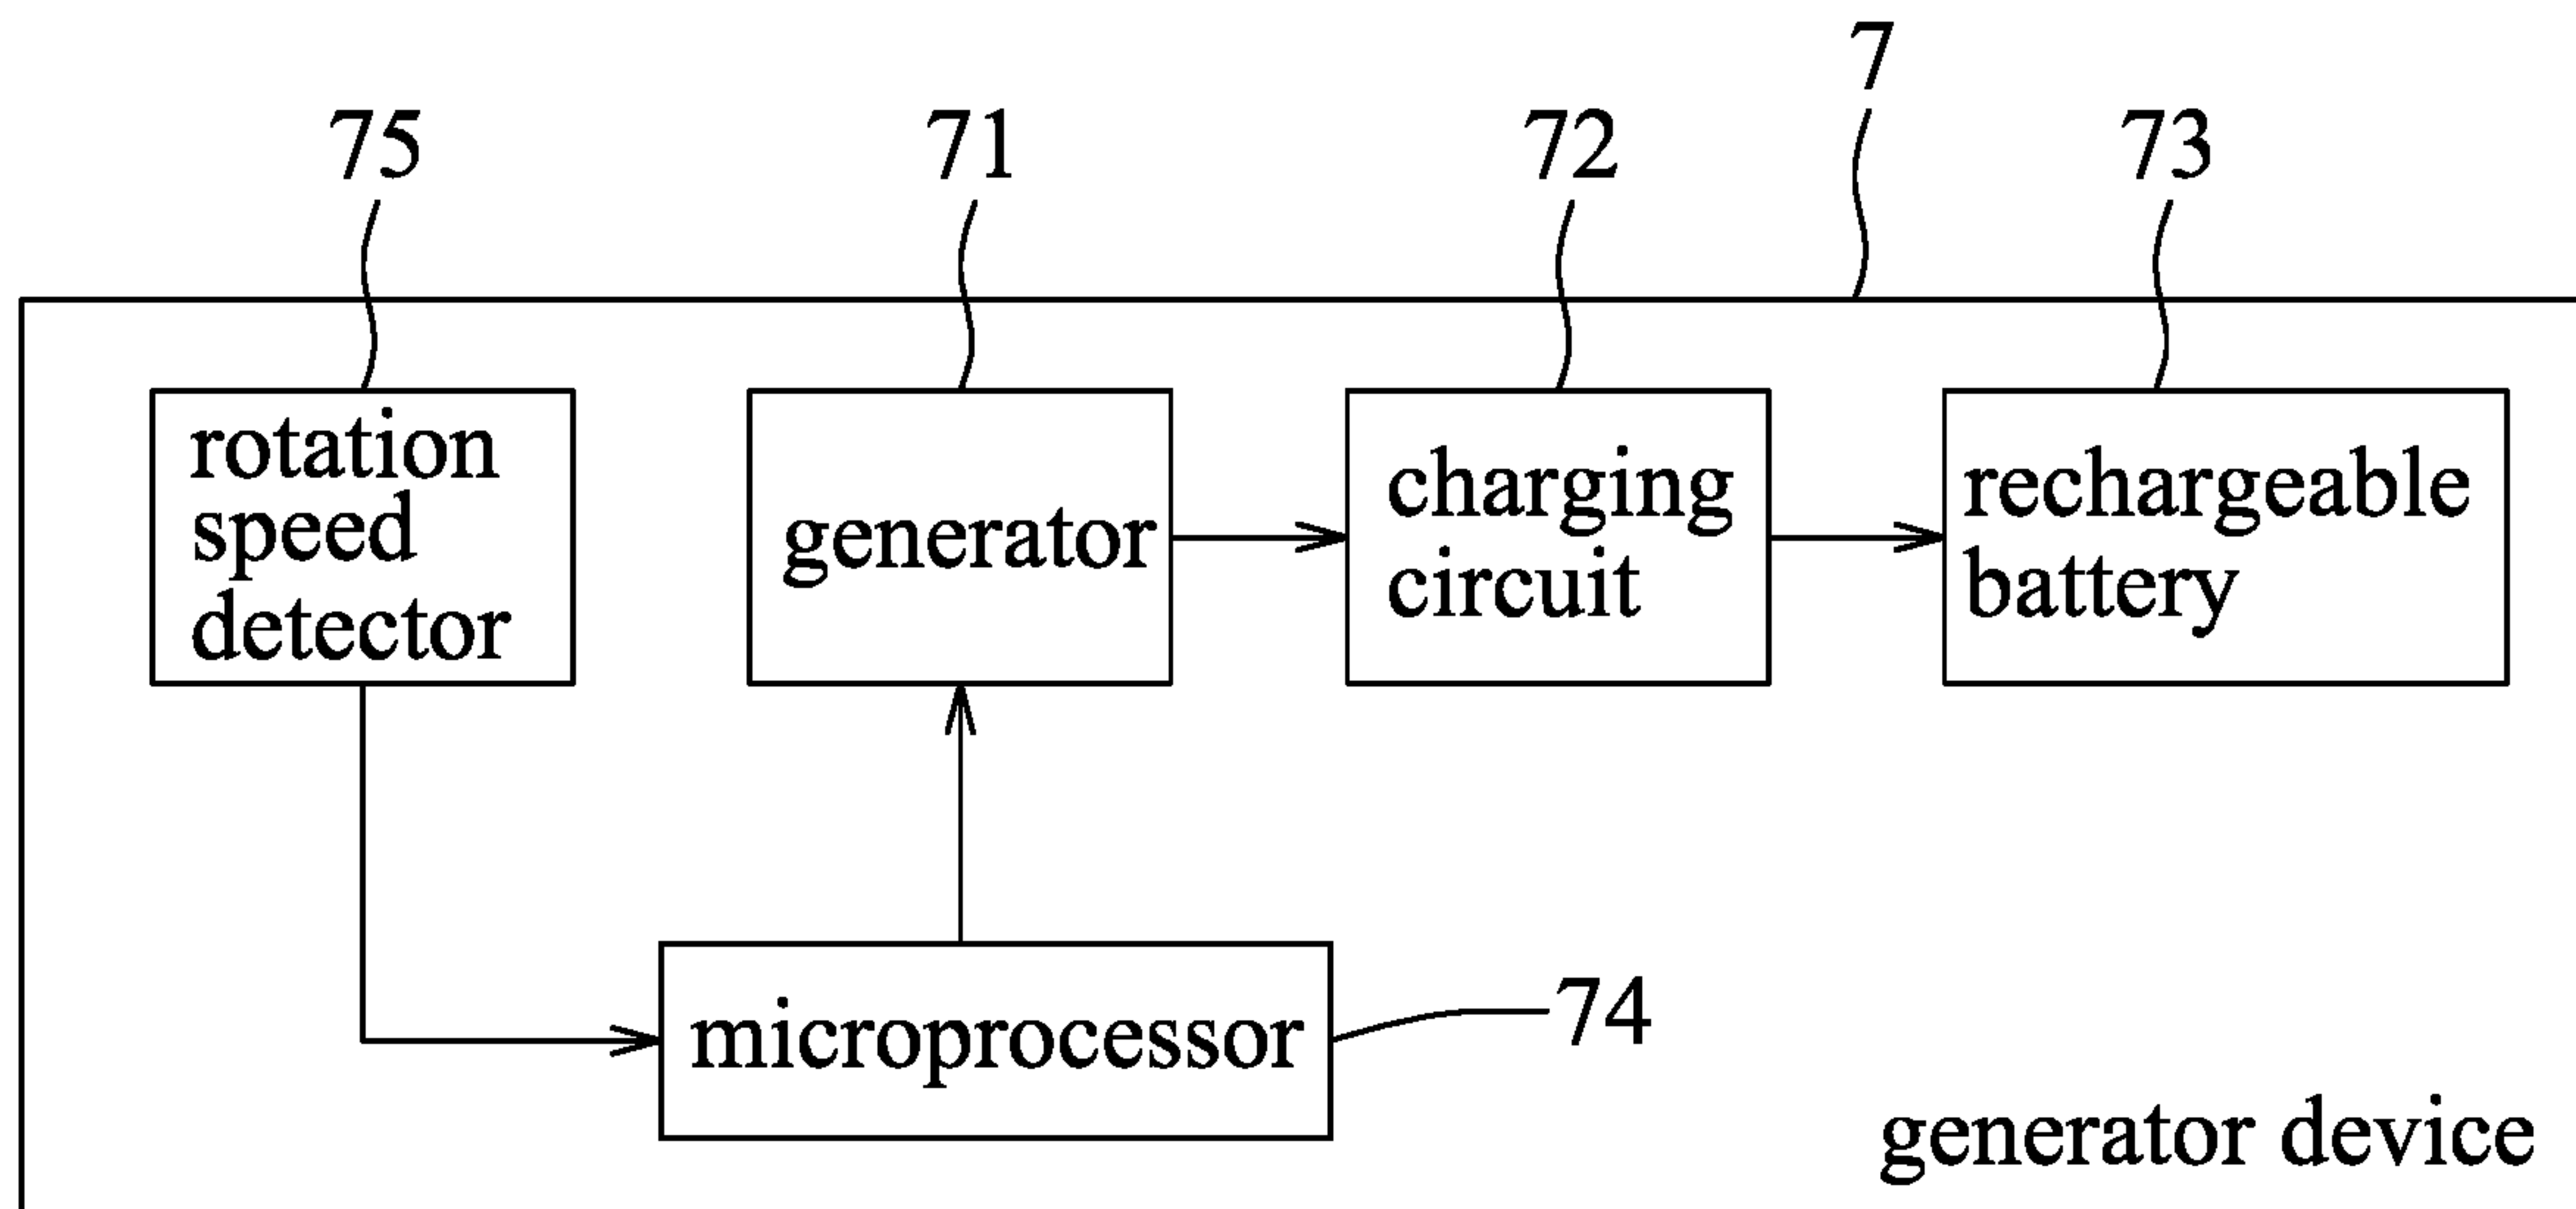 7
75
71
72
73
rotation
speed
detector
generator
charging
circuit
rechargeable
battery
microprocessor
74
generator device